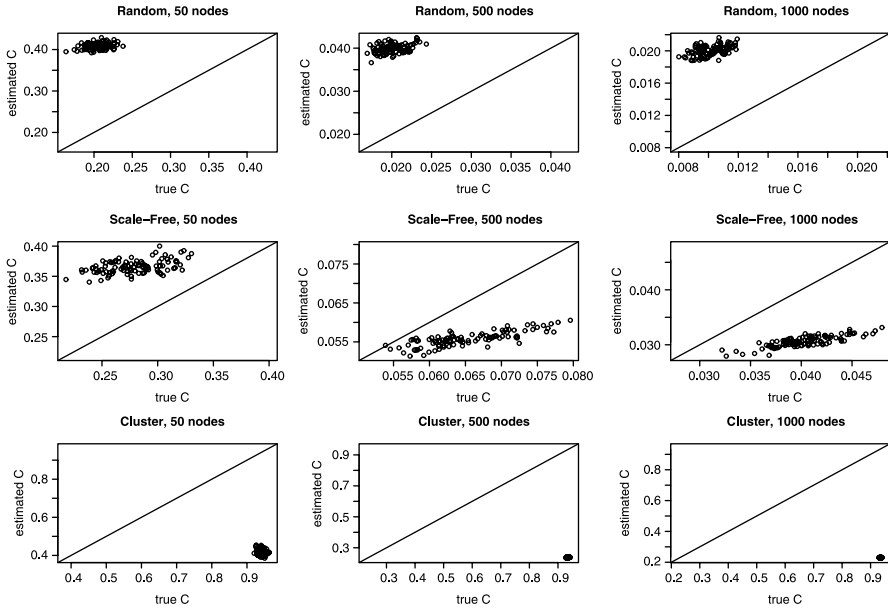 Random, 50 nodes
estimated C
0.40
0.30
0.20
0.20 0.25 0.30 0.35 0.40
true C
Random, 500 nodes
estimated C
0.040
0.030
0.020
0.020 0.025 0.030 0.035 0.040
true C
Random, 1000 nodes
estimated C
0.020
0.016
0.012
0.008
0.008 0.012 0.016 0.020
true C
Scale-Free, 50 nodes
estimated C
0.40
0.35
0.30
0.25
0.25 0.30 0.35 0.40
true C
Scale-Free, 500 nodes
estimated C
0.075
0.065
0.055
0.055 0.060 0.065 0.070 0.075 0.080
true C
Scale-Free, 1000 nodes
estimated C
0.040
0.030
0.030 0.035 0.040 0.045
true C
Cluster, 50 nodes
estimated C
0.8
0.6
0.4
0.4 0.5 0.6 0.7 0.8 0.9
true C
Cluster, 500 nodes
estimated C
0.9
0.7
0.5
0.3
0.3 0.4 0.5 0.6 0.7 0.8 0.9
true C
Cluster, 1000 nodes
estimated C
0.8
0.6
0.4
0.2
0.2 0.3 0.4 0.5 0.6 0.7 0.8 0.9
true C